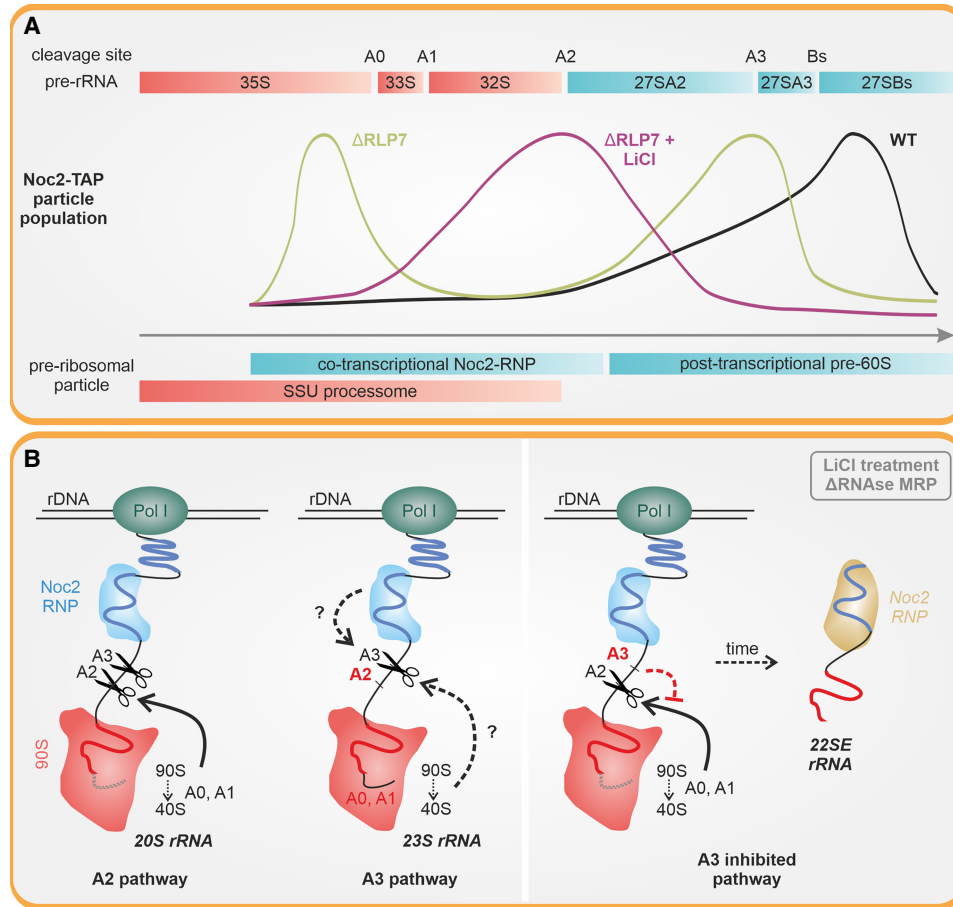 A
cleavage site
A0 A1 A2 A3 Bs
pre-rRNA
35S 33S 32S 27SA2 27SA3 27SBs
Noc2-TAP
particle
population
ΔRLP7
ΔRLP7 +
LiCl
WT
pre-ribosomal
particle
co-transcriptional Noc2-RNP
post-transcriptional pre-60S
SSU processome
B
rDNA
Pol I
Noc2
RNP
A3
A2
90S
90S
40S
A0, A1
20S rRNA
A2 pathway
rDNA
Pol I
?
A3
A2
?
A0, A1
90S
40S
23S rRNA
A3 pathway
LiCl treatment
ΔRNAse MRP
rDNA
Pol I
A3
A2
90S
40S
A0, A1
time
Noc2
RNP
22SE
rRNA
A3 inhibited
pathway